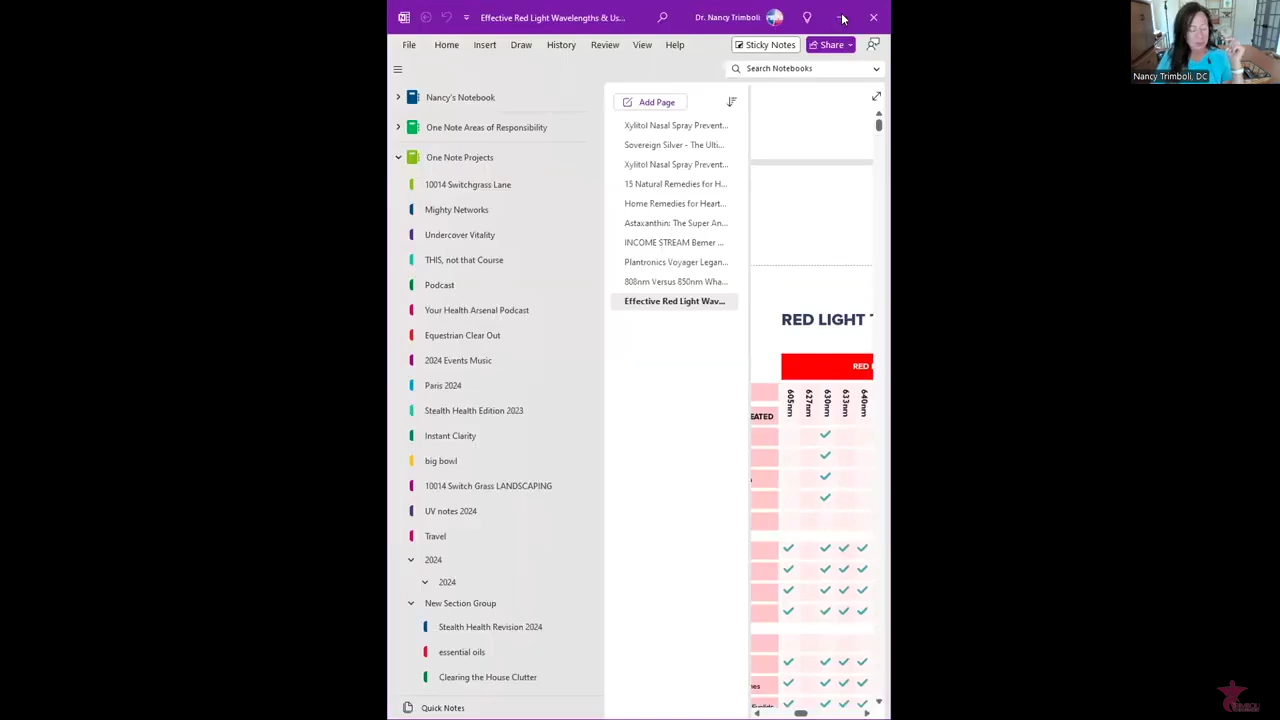 Effective Red Light Wavelengths & Us...
Dr. Nancy Trimboli
File Home Insert Draw History Review View Help
Sticky Notes
Share
Search Notebooks
Nancy Trimboli, DC
Nancy's Notebook
One Note Areas of Responsibility
One Note Projects
10014 Switchgrass Lane
Mighty Networks
Undercover Vitality
THIS, not that Course
Podcast
Your Health Arsenal Podcast
Equestrian Clear Out
2024 Events Music
Paris 2024
Stealth Health Edition 2023
Instant Clarity
big bowl
10014 Switch Grass LANDSCAPING
UV notes 2024
Travel
2024
2024
New Section Group
Stealth Health Revision 2024
essential oils
Clearing the House Clutter
Quick Notes
Add Page
Xylitol Nasal Spray Prevent...
Sovereign Silver - The Ulti...
Xylitol Nasal Spray Prevent...
15 Natural Remedies for H...
Home Remedies for Heart...
Astaxanthin: The Super An...
INCOME STREAM Berner ...
Plantronics Voyager Legan...
808nm Versus 850nm Wha...
Effective Red Light Wav...
RED LIGHT
RED
605nm 627nm 630nm 633nm 640nm
EATED
TRIMBOLI